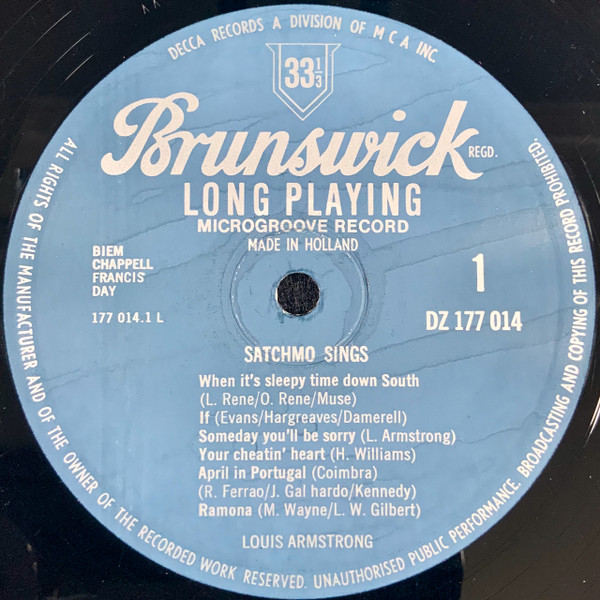 DECCA RECORDS A DIVISION OF M C A INC.
33 1/3
Brunswick REGD.
LONG PLAYING
MICROGROOVE RECORD
MADE IN HOLLAND
BIEM
CHAPPELL
FRANCIS
DAY
177 014.1 L
1
DZ 177 014
SATCHMO SINGS
When it's sleepy time down South
(L. Rene/O. Rene/Muse)
If (Evans/Hargreaves/Damerell)
Someday you'll be sorry (L. Armstrong)
Your cheatin' heart (H. Williams)
April in Portugal (Coimbra)
(R. Ferrao/J. Gal hardo/Kennedy)
Ramona (M. Wayne/L. W. Gilbert)
LOUIS ARMSTRONG
ALL RIGHTS OF THE MANUFACTURER AND OF THE OWNER OF THE RECORDED WORK RESERVED. UNAUTHORISED PUBLIC PERFORMANCE. BROADCASTING AND COPYING OF THIS RECORD PROHIBITED.